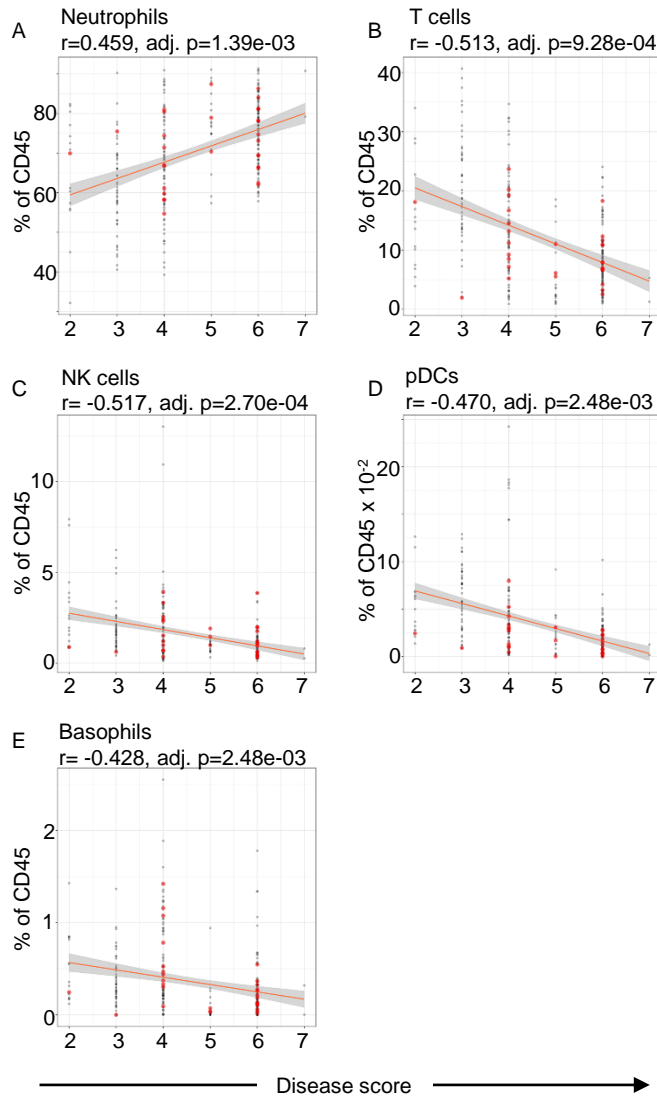 A
Neutrophils
r=0.459, adj. p=1.39e-03
% of CD45
80
60
40
2 3 4 5 6 7
B
T cells
r= -0.513, adj. p=9.28e-04
% of CD45
40
30
20
10
0
2 3 4 5 6 7
C
NK cells
r= -0.517, adj. p=2.70e-04
% of CD45
10
5
0
2 3 4 5 6 7
D
pDCs
r= -0.470, adj. p=2.48e-03
% of CD45 x 10⁻²
20
10
0
2 3 4 5 6 7
E
Basophils
r= -0.428, adj. p=2.48e-03
% of CD45
2
1
0
2 3 4 5 6 7
Disease score